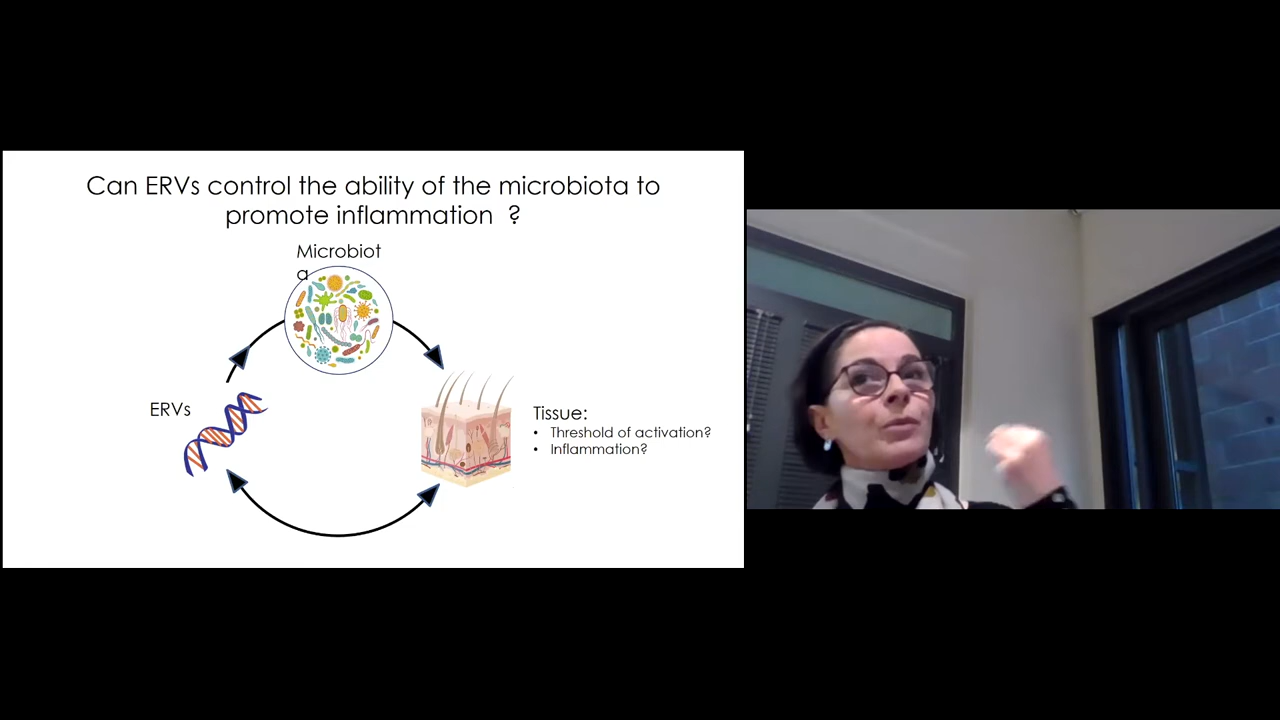 Can ERVs control the ability of the microbiota to
promote inflammation ?
Microbiot
a
ERVs
Tissue:
• Threshold of activation?
• Inflammation?